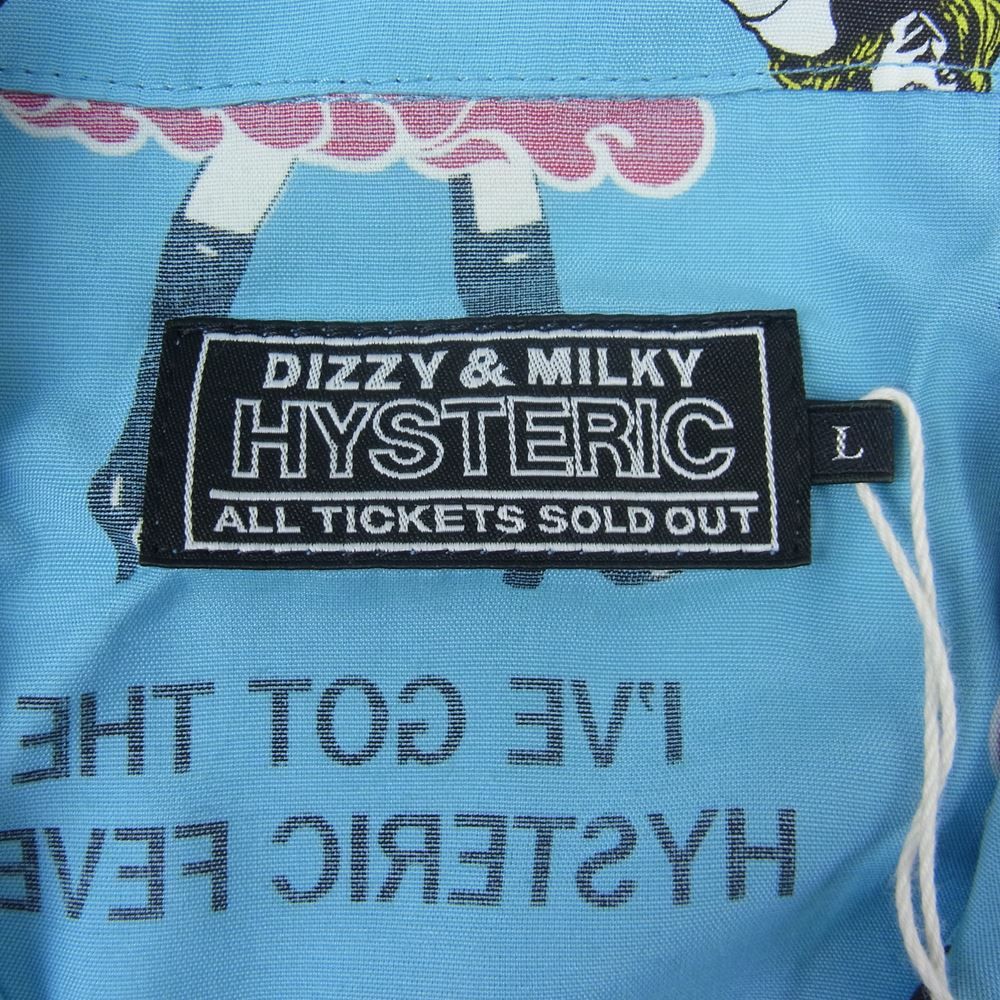 DIZZY & MILKY
HYSTERIC
ALL TICKETS SOLD OUT
L
I'VE GOT THE
HYSTERIC FEVE